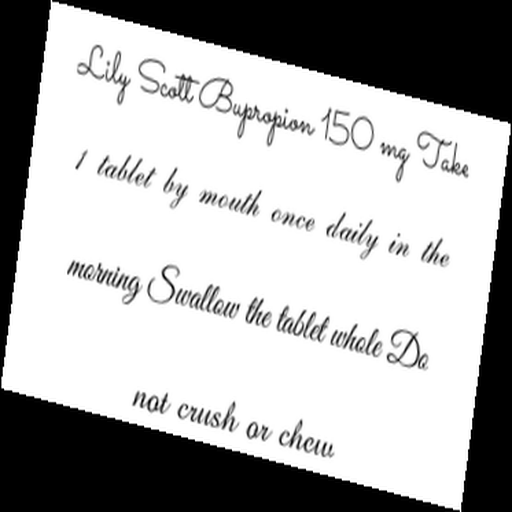 Lily Scott Bupropion 150 mg Take
1 tablet by mouth once daily in the
morning Swallow the tablet whole Do
not crush or chew